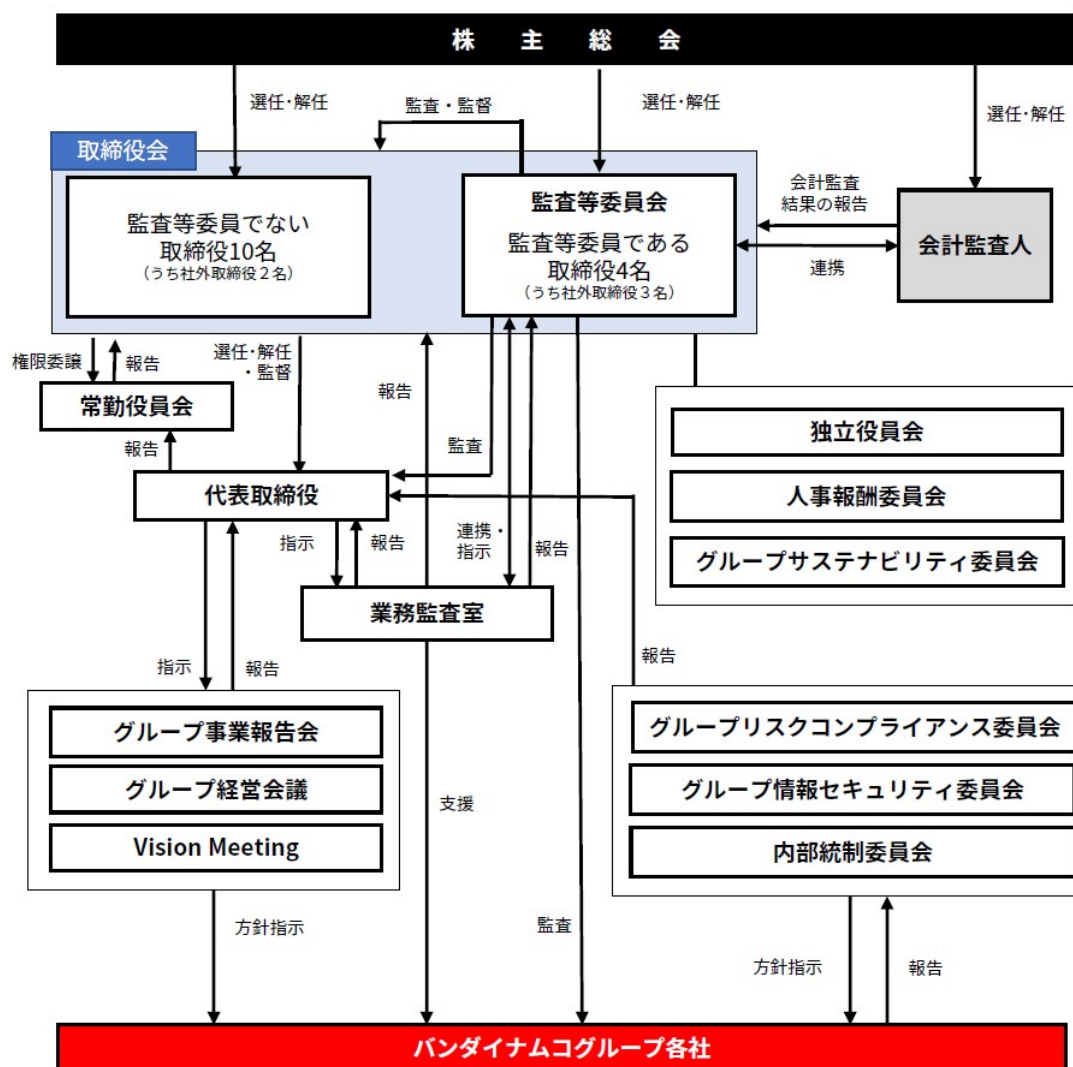 株 主 総 会
選任・解任
監査・監督
選任・解任
選任・解任
取締役会
監査等委員でない
取締役10名
（うち社外取締役２名）
監査等委員会
監査等委員である
取締役4名
（うち社外取締役３名）
会計監査
結果の報告
連携
会計監査人
権限委譲
報告
選任・解任
・監督
報告
常勤役員会
報告
監査
代表取締役
独立役員会
人事報酬委員会
グループサステナビリティ委員会
指示
報告
連携・
指示
報告
業務監査室
指示
報告
報告
グループ事業報告会
グループ経営会議
Vision Meeting
支援
グループリスクコンプライアンス委員会
グループ情報セキュリティ委員会
内部統制委員会
方針指示
監査
方針指示
報告
バンダイナムコグループ各社